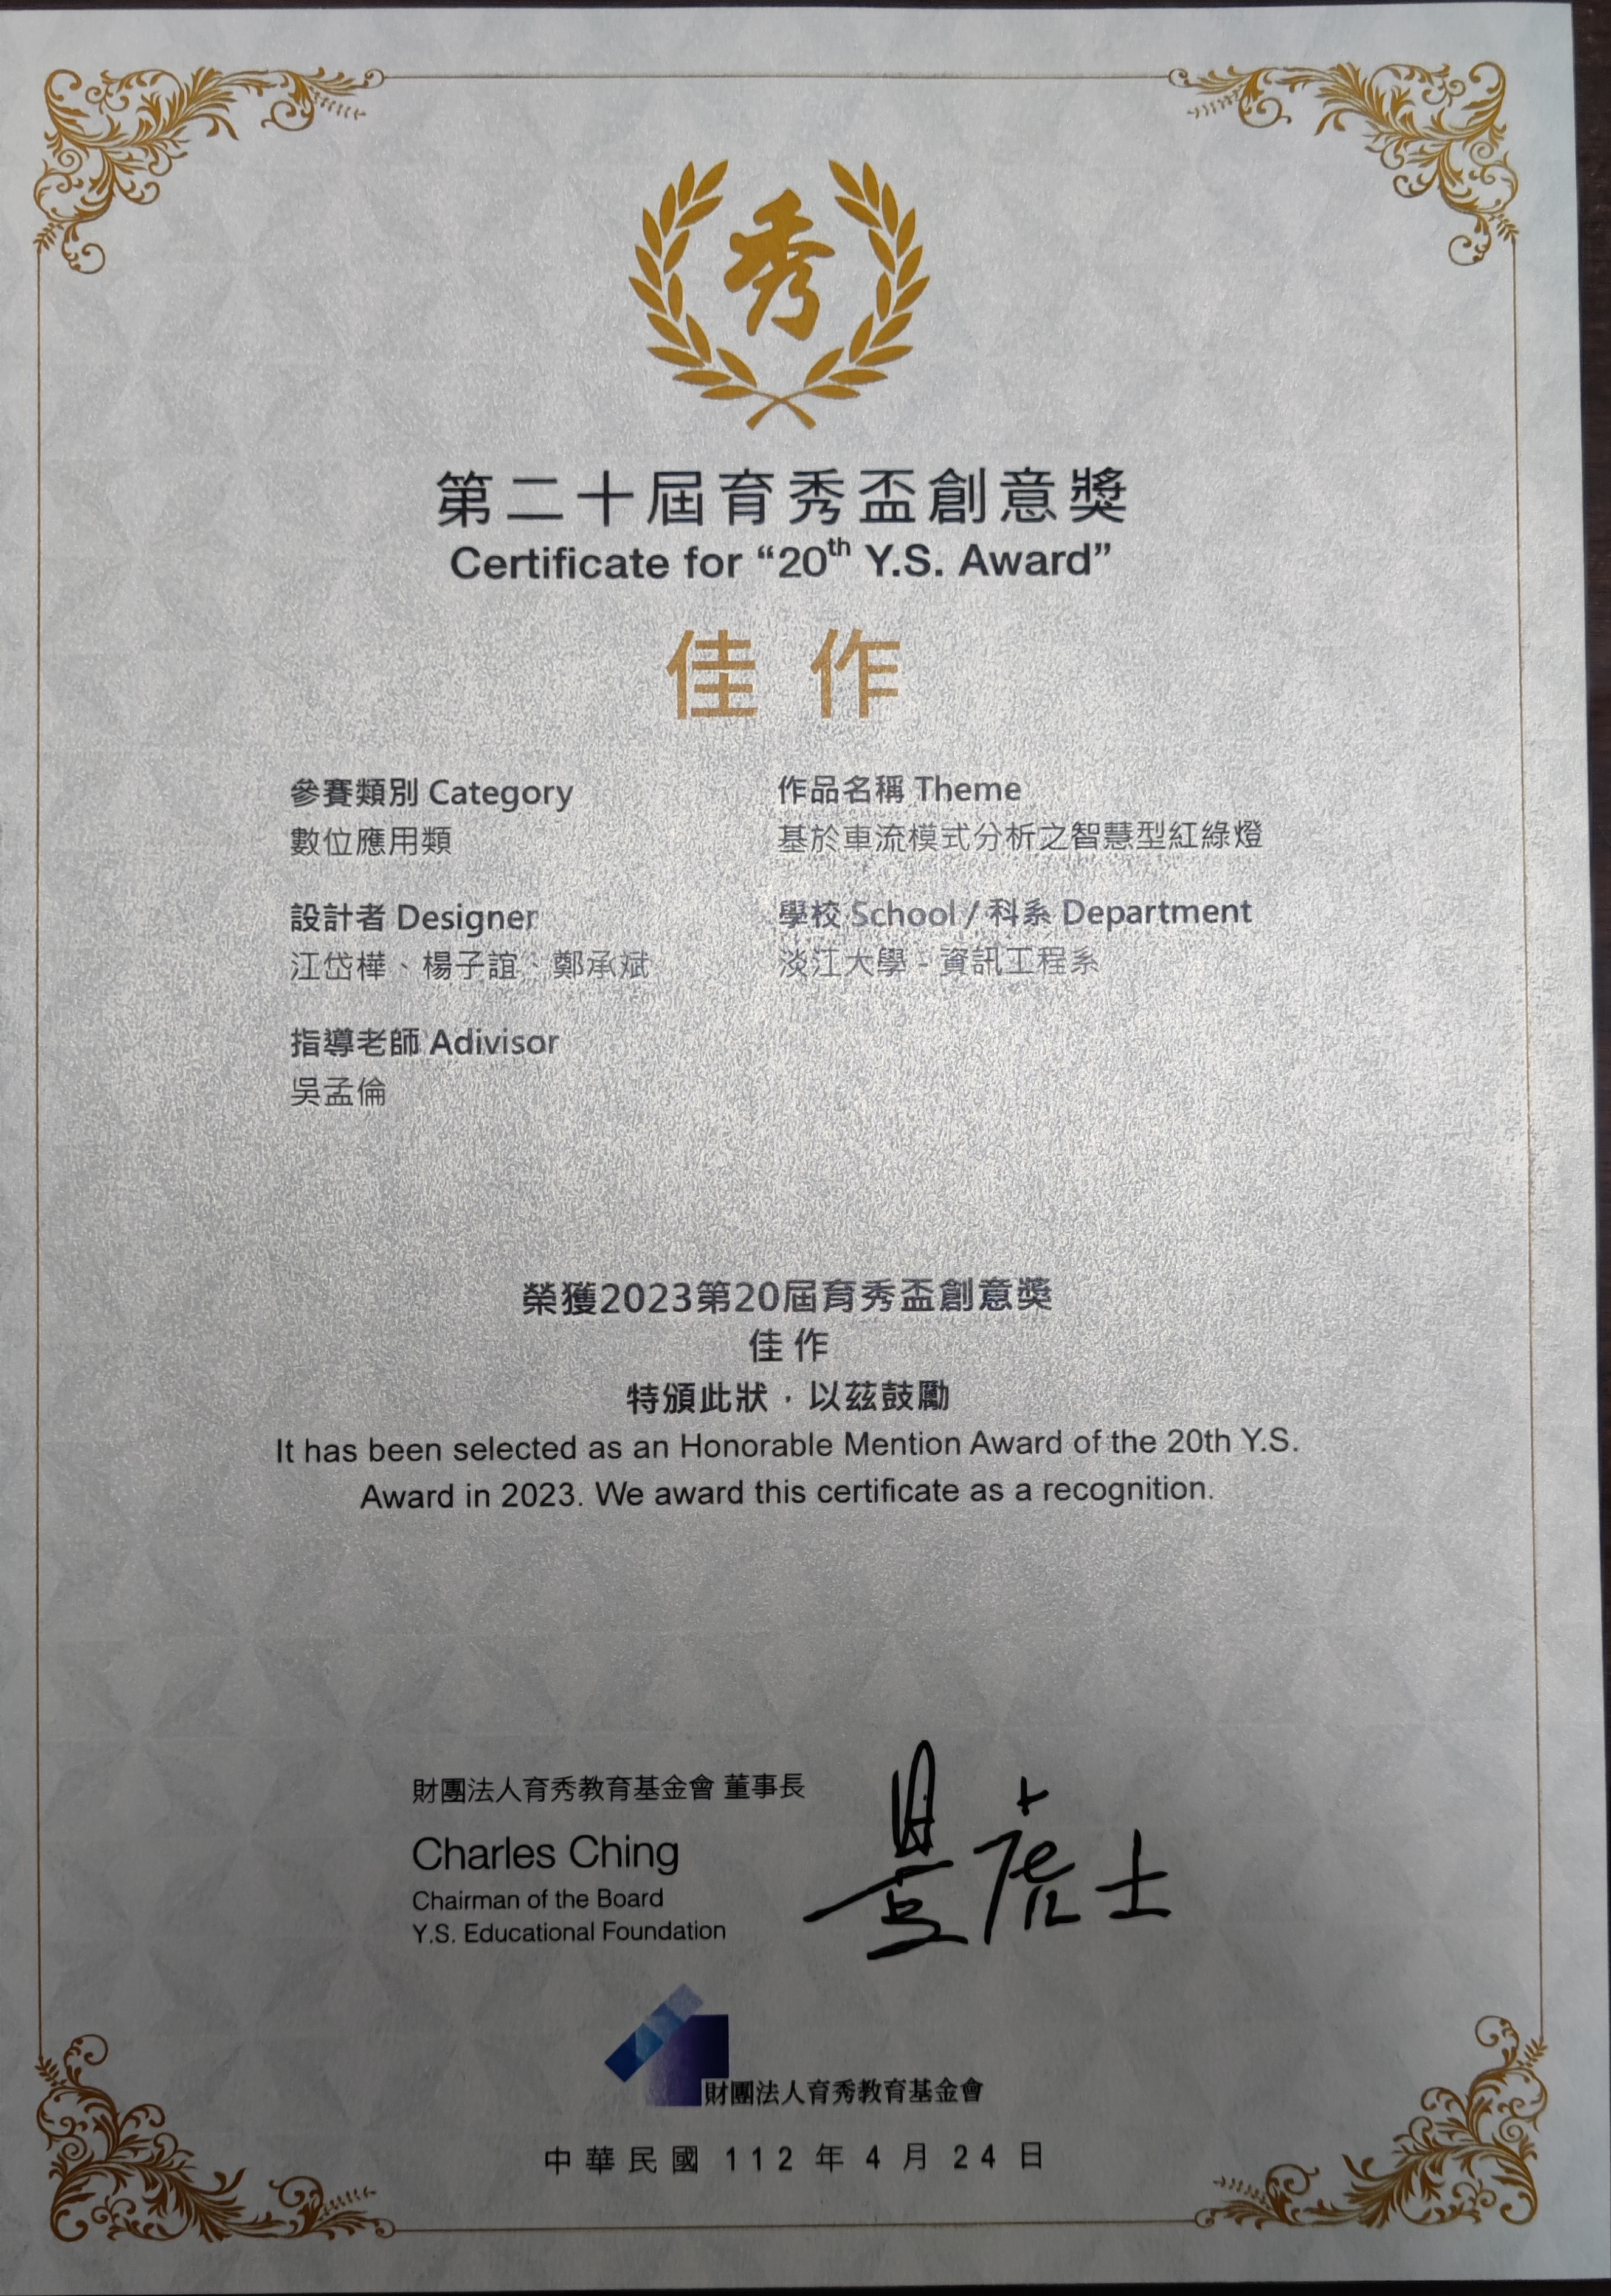 秀
第二十屆育秀盃創意獎
Certificate for “20th Y.S. Award”
佳作
參賽類別 Category
數位應用類
作品名稱 Theme
基於車流模式分析之智慧型紅綠燈
設計者 Designer
江岱樺、楊子誼、鄭承斌
學校 School / 科系 Department
淡江大學 - 資訊工程系
指導老師 Adivisor
吳孟倫
榮獲2023第20屆育秀盃創意獎
佳作
特頒此狀，以茲鼓勵
It has been selected as an Honorable Mention Award of the 20th Y.S.
Award in 2023. We award this certificate as a recognition.
財團法人育秀教育基金會 董事長
Charles Ching
Chairman of the Board
Y.S. Educational Foundation
財團法人育秀教育基金會
中華民國 112 年 4 月 24 日